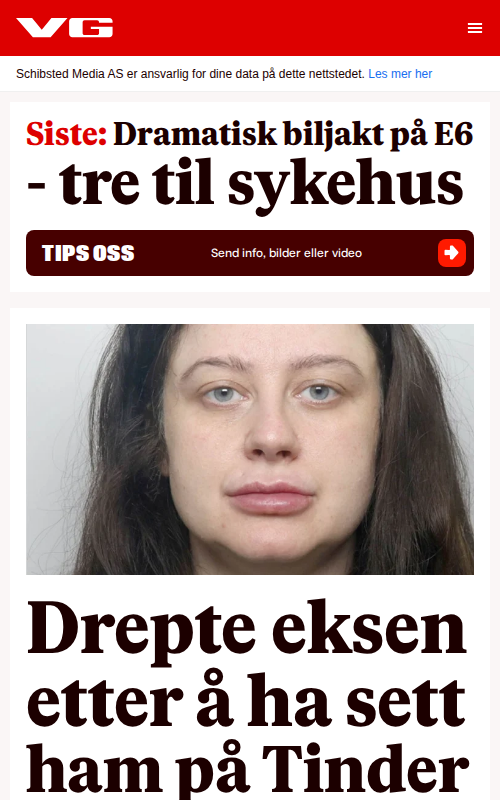 VG
Schibsted Media AS er ansvarlig for dine data på dette nettstedet. Les mer her
Siste: Dramatisk biljakt på E6
- tre til sykehus
TIPS OSS Send info, bilder eller video
Drepte eksen
etter å ha sett
ham på Tinder